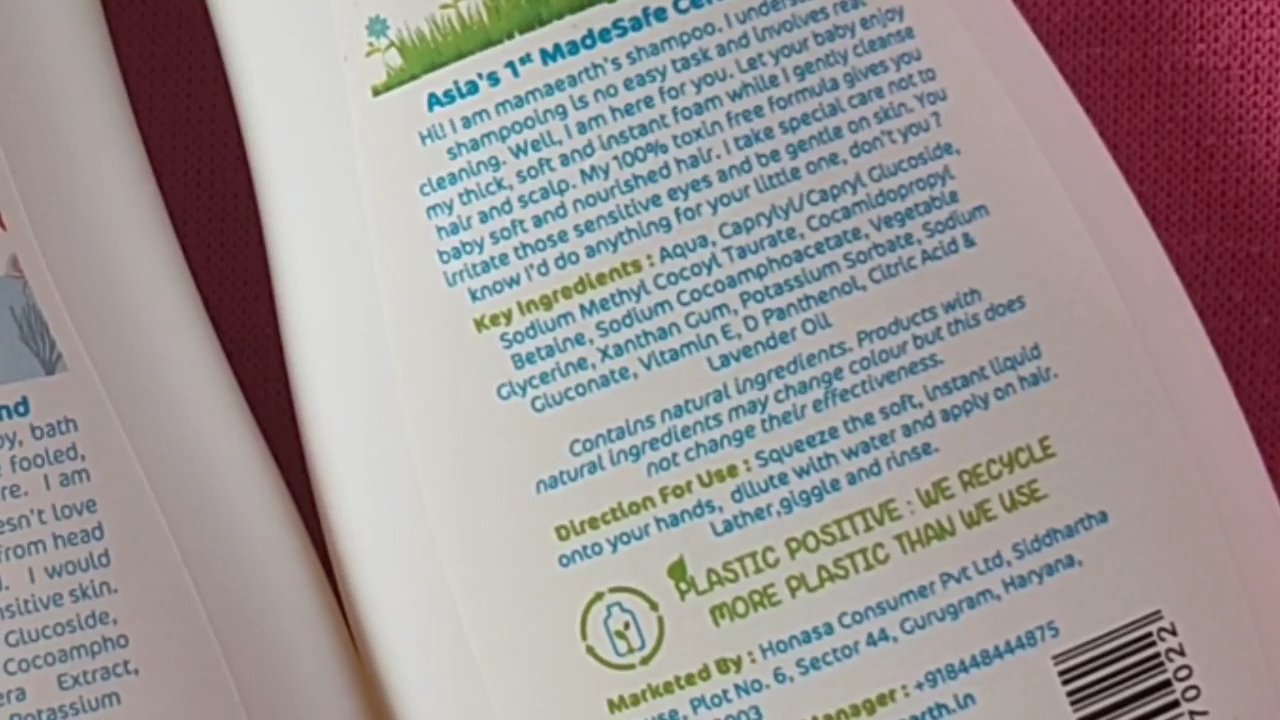 Asia's 1st MadeSafe
Hi! I am mamaearth's shampoo. I
shampooing is no easy task and involves
cleaning. Well, I am here for you. Let your baby enjoy
my thick, soft and instant foam while I gently cleanse
hair and scalp. My 100% toxin free formula gives you
baby soft and nourished hair. I take special care not to
irritate those sensitive eyes and be gentle on skin. You
know I'd do anything for your little one, don't you ?
Key Ingredients : Aqua, Caprylyl/Capryl Glucoside,
Sodium Methyl Cocoyl Taurate, Cocamidopropyl
Betaine, Sodium Cocoamphoacetate, Vegetable
Glycerine, Xanthan Gum, Potassium Sorbate, Sodium
Gluconate, Vitamin E, D Panthenol, Citric Acid &
Lavender Oil
Contains natural ingredients. Products with
natural ingredients may change colour but this does
not change their effectiveness.
Direction For Use : Squeeze the soft, instant liquid
onto your hands, dilute with water and apply on hair.
Lather,giggle and rinse.
PLASTIC POSITIVE : WE RECYCLE
MORE PLASTIC THAN WE USE
Marketed By : Honasa Consumer Pvt Ltd, Siddhartha
Plot No. 6, Sector 44, Gurugram, Haryana,
: +918448444875
70022
bath
fooled,
I am
love
from head
I would
skin.
Glucoside,
Cocoampho
Extract,
Potassium